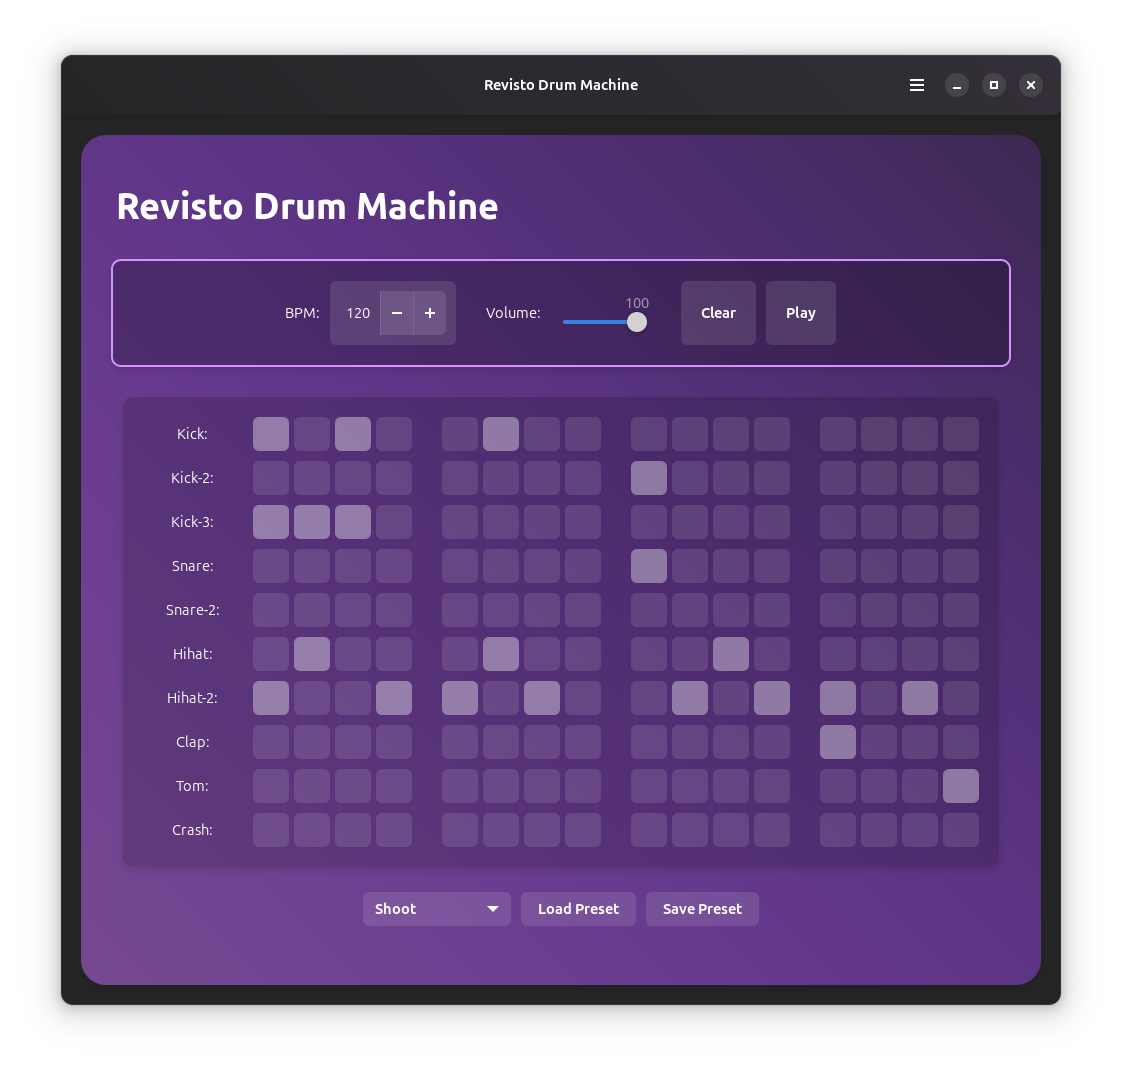 Revisto Drum Machine
Revisto Drum Machine
BPM: 120 − + Volume: 100 Clear Play
Kick:
Kick-2:
Kick-3:
Snare:
Snare-2:
Hihat:
Hihat-2:
Clap:
Tom:
Crash:
Shoot Load Preset Save Preset